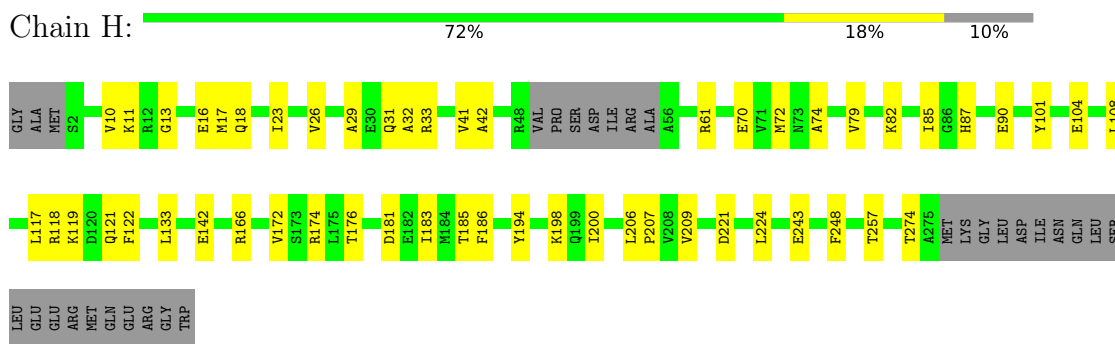 Chain H:
72% 18% 10%
GLY ALA MET S2 V10 K11 R12 G13 E16 M17 Q18 I23 V26 A29 E30 Q31 A32 R33 V41 A42 R48 VAL PRO SER ASP ILE ARG ALA A56 R61 E70 V71 M72 N73 A74 V79 K82 I85 G86 H87 E90 Y101 E104 L108
L117 R118 K119 D120 Q121 F122 L133 E142 R166 V172 S173 R174 L175 T176 D181 E182 I183 M184 T185 F186 Y194 K198 Q199 I200 L206 P207 V208 V209 D221 L224 E243 F248 T257 T274 A275 MET LYS GLY LEU ASP ILE ASN GLN LEU SER
LEU GLU GLU ARG MET GLN GLU ARG GLY TRP